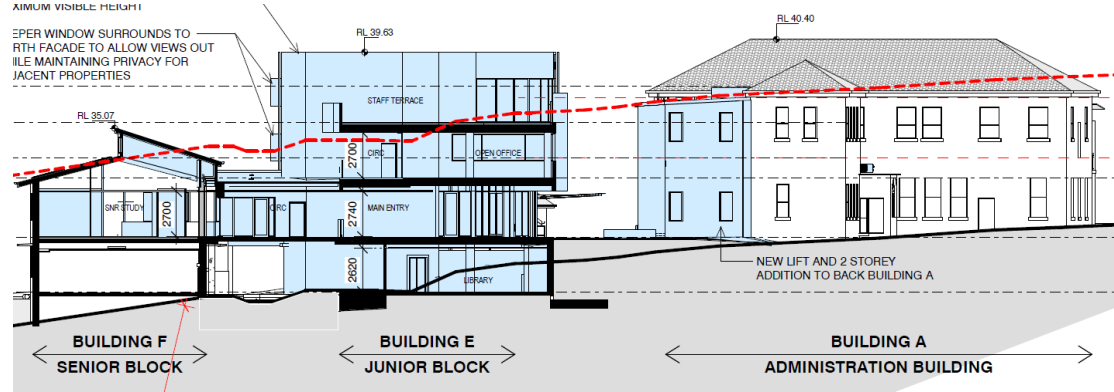 XIMUM VISIBLE HEIGHT
EPER WINDOW SURROUNDS TO
RTH FACADE TO ALLOW VIEWS OUT
ILE MAINTAINING PRIVACY FOR
JACENT PROPERTIES
RL 39.63
RL 40.40
STAFF TERRACE
RL 35.07
2700
CIRC
OPEN OFFICE
SNR STUDY
2700
CIRC
2740
MAIN ENTRY
2620
LIBRARY
NEW LIFT AND 2 STOREY
ADDITION TO BACK BUILDING A
BUILDING F
SENIOR BLOCK
BUILDING E
JUNIOR BLOCK
BUILDING A
ADMINISTRATION BUILDING